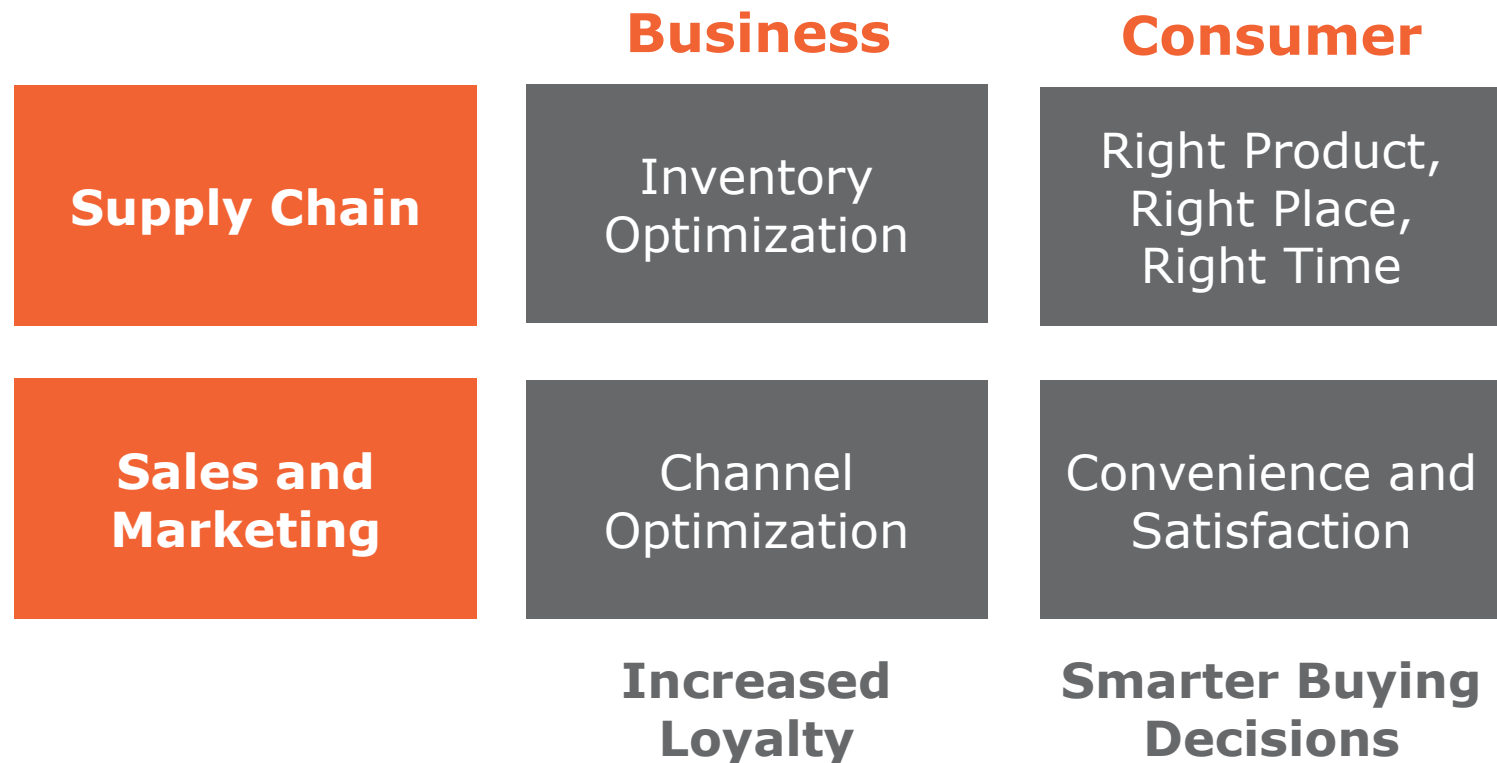 Business
Consumer
Supply Chain
Inventory
Optimization
Right Product,
Right Place,
Right Time
Sales and
Marketing
Channel
Optimization
Convenience and
Satisfaction
Increased
Loyalty
Smarter Buying
Decisions